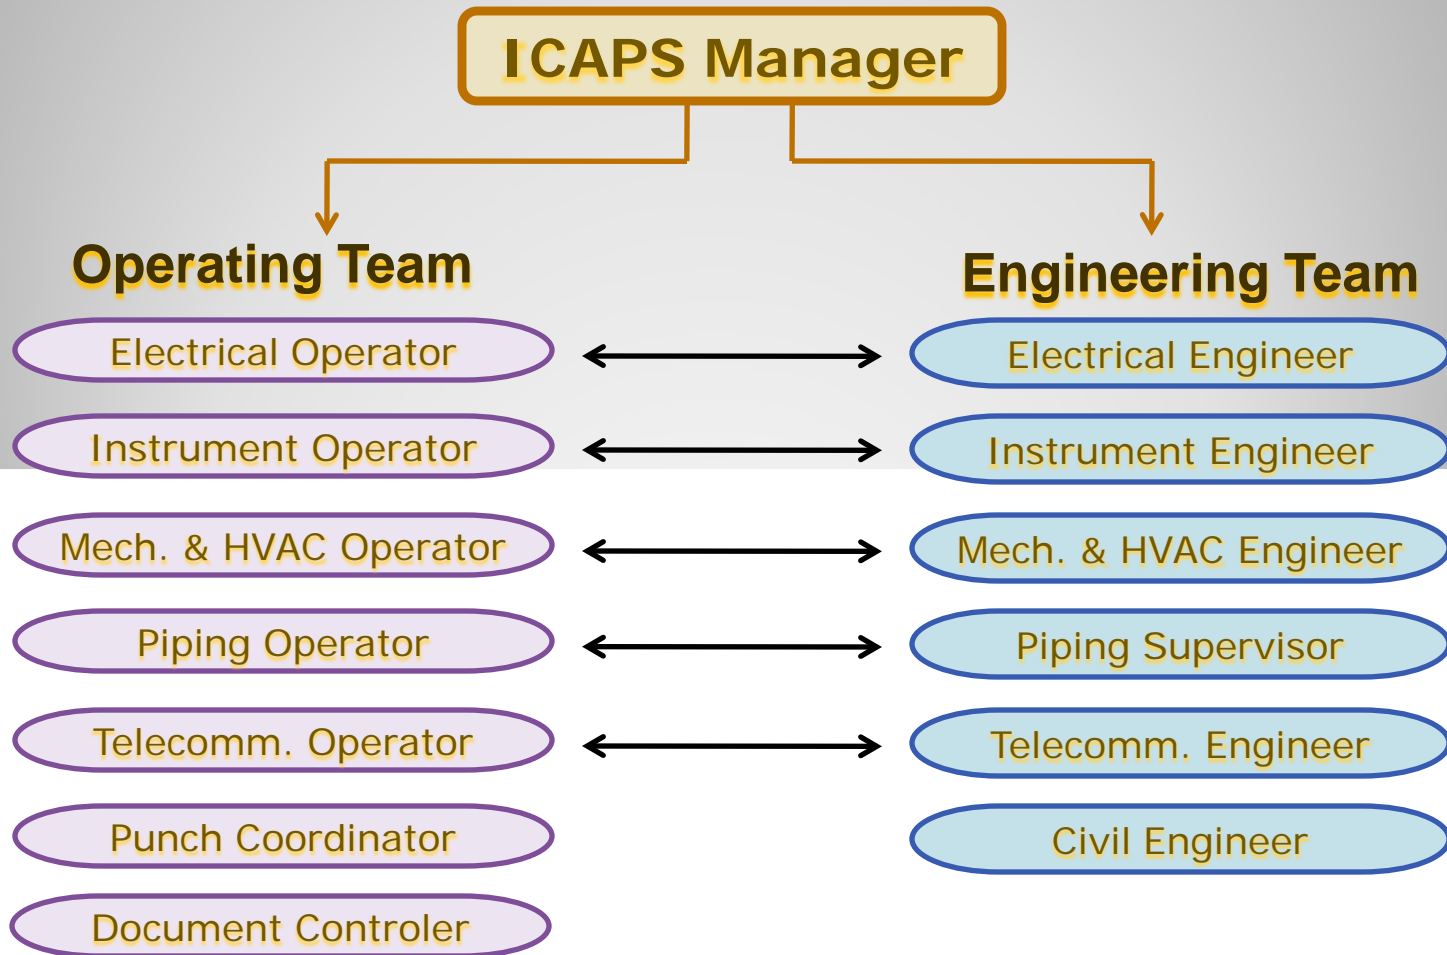 ICAPS Manager
Operating Team
Electrical Operator
Instrument Operator
Mech. & HVAC Operator
Piping Operator
Telecomm. Operator
Punch Coordinator
Document Controler
Engineering Team
Electrical Engineer
Instrument Engineer
Mech. & HVAC Engineer
Piping Supervisor
Telecomm. Engineer
Civil Engineer